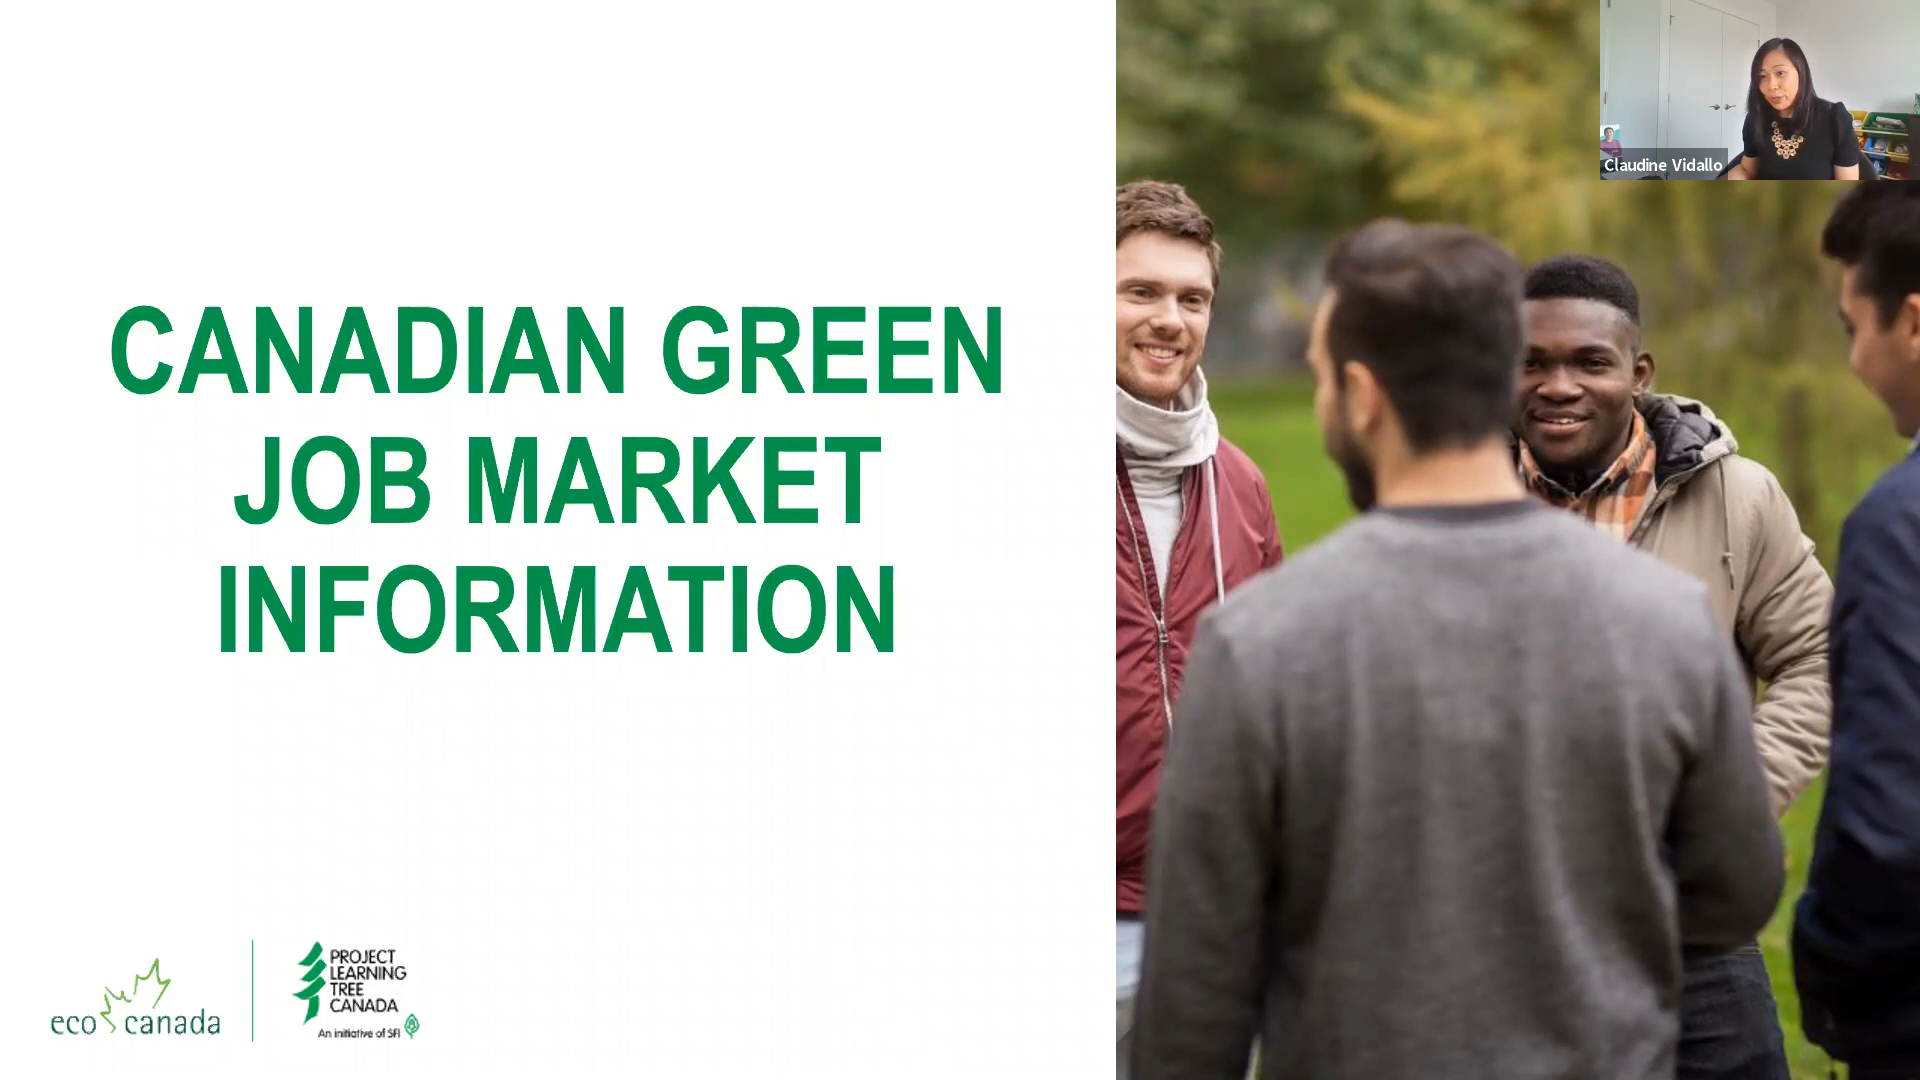 Claudine Vidallo
CANADIAN GREEN
JOB MARKET
INFORMATION
eco canada
PROJECT
LEARNING
TREE
CANADA
An initiative of SFI